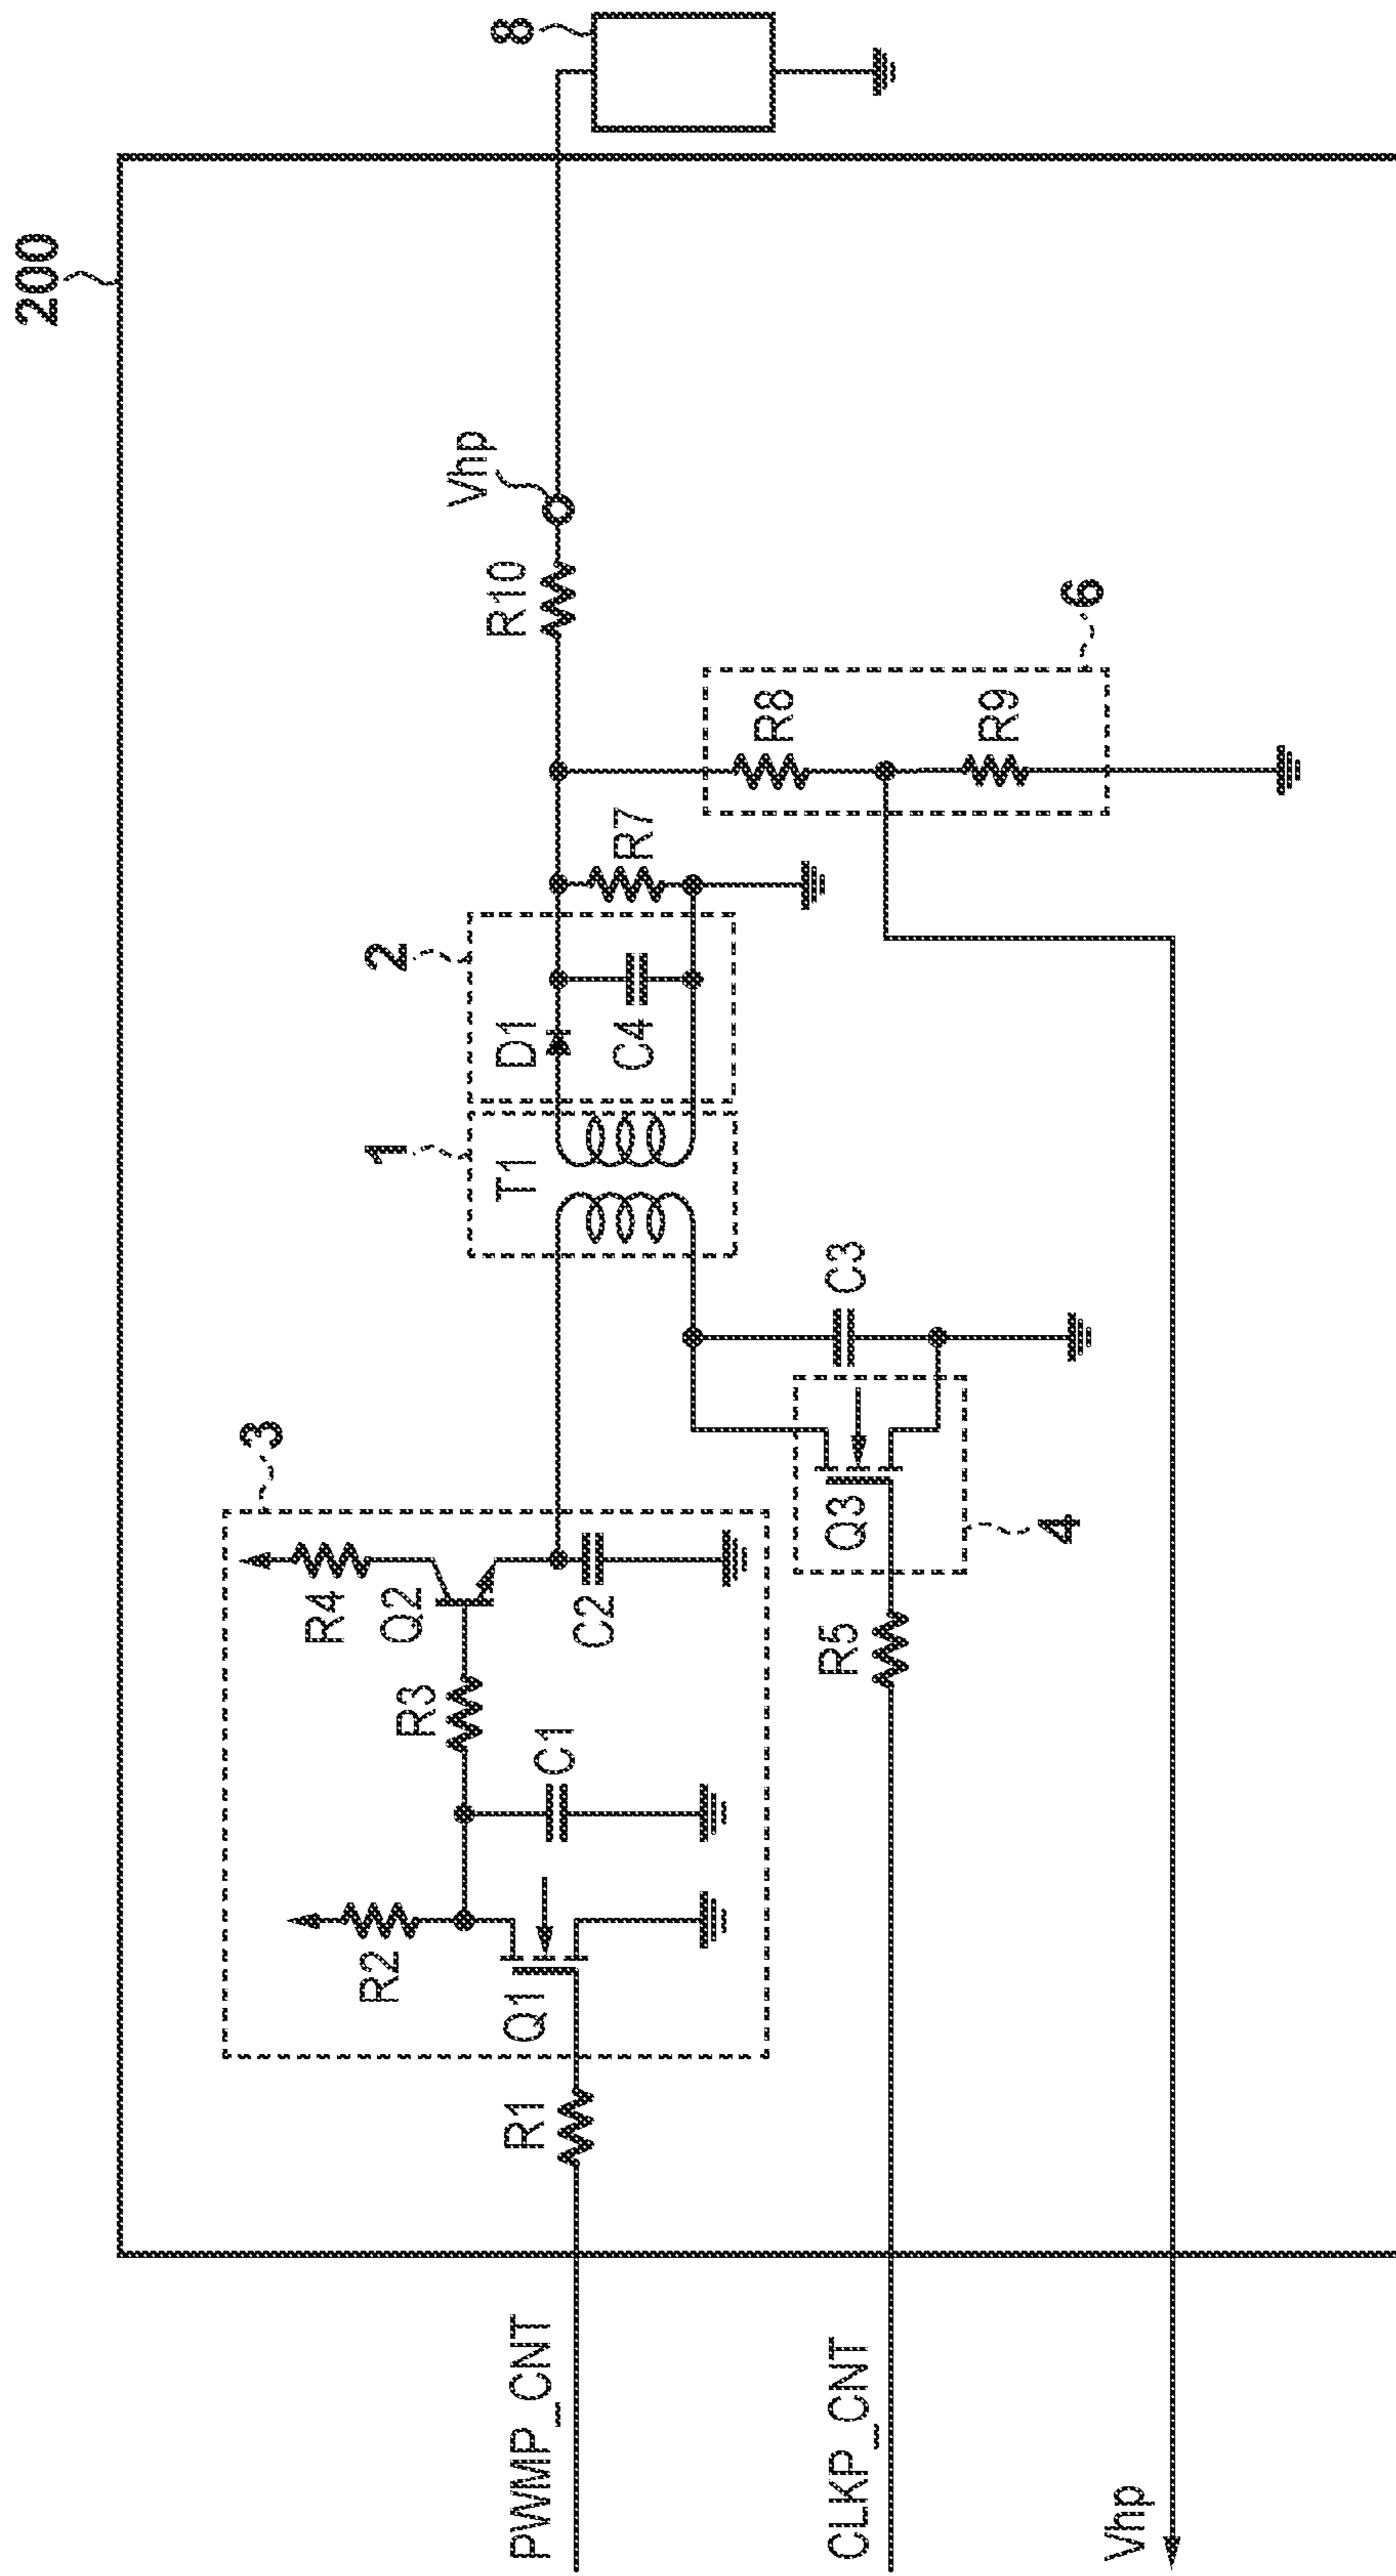 200
8
Vhp
R10
3
R4
Q2
R3
R2
C1
C2
Q1
R1
PWMP_CNT
1
T1
2
D1
C4
R7
6
R8
R9
C3
Q3
4
R5
CLKP_CNT
Vhp